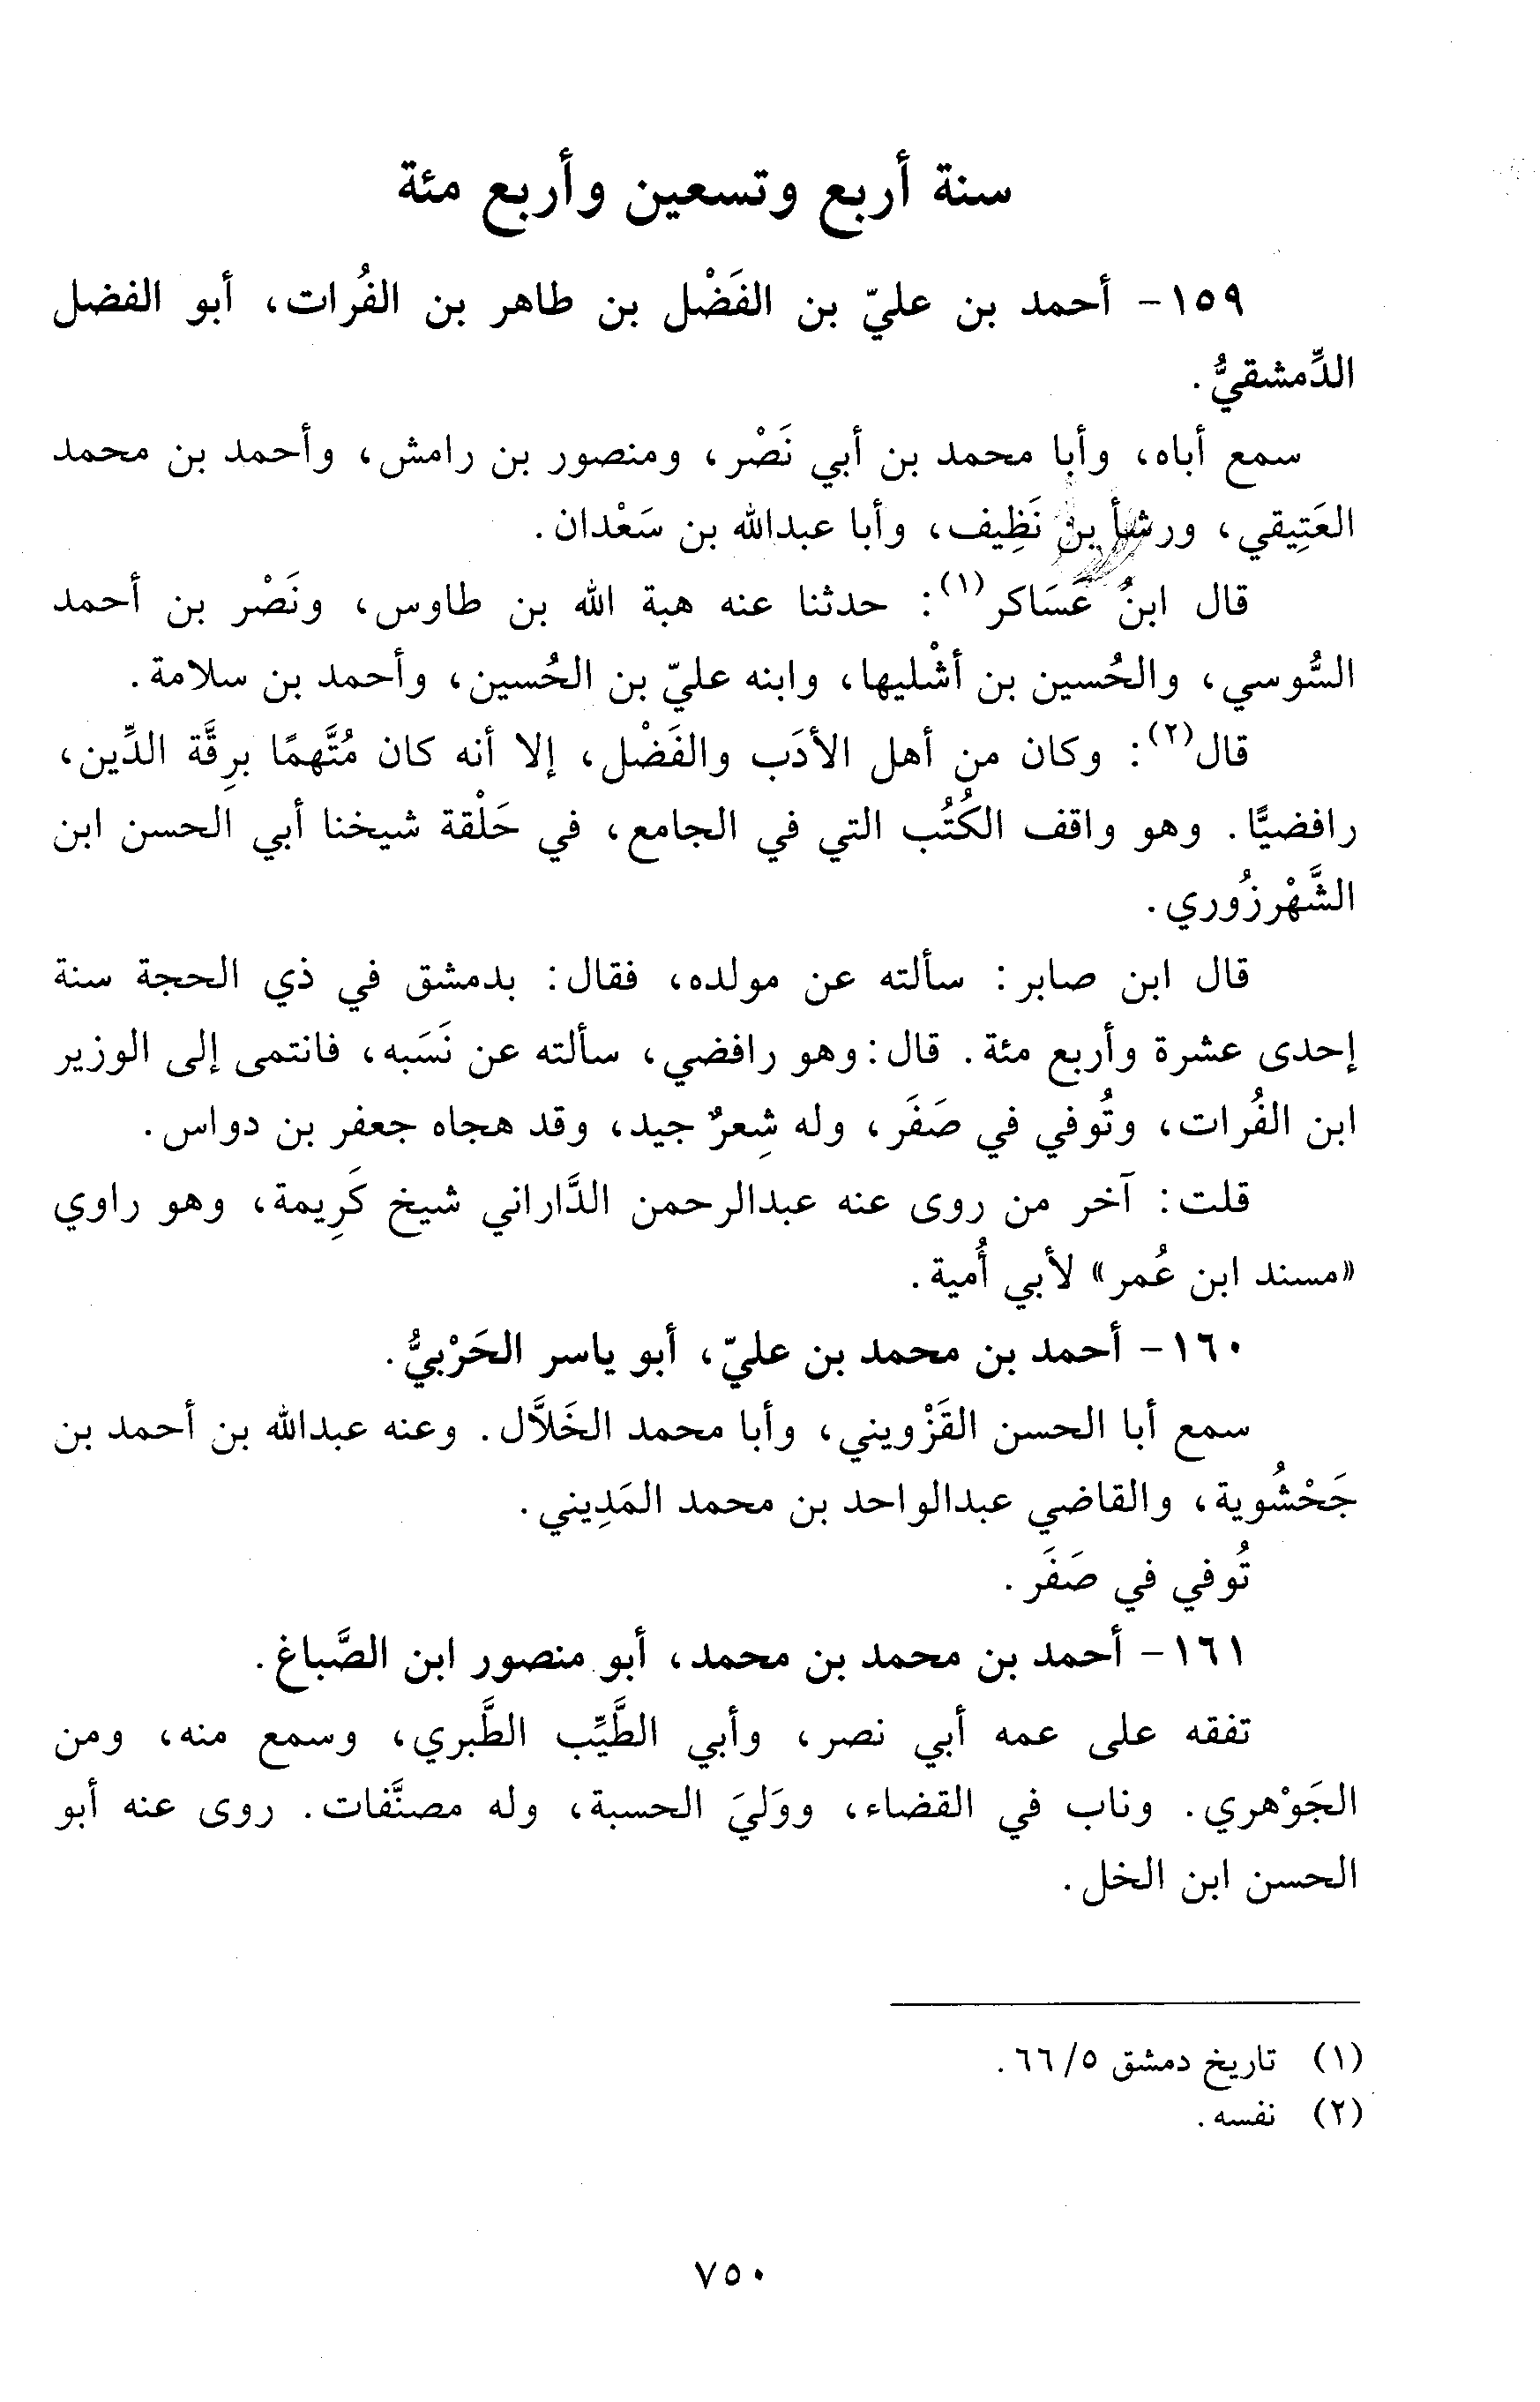 سنة أربع وتسعين وأربع مئة
١٥٩- أحمد بن عليّ بن الفَضْل بن طاهر بن الفُرات، أبو الفضل
الدِّمشقيُّ.
سمع أباه، وأبا محمد بن أبي نَصْر، ومنصور بن رامش، وأحمد بن محمد
العَتِيقي، ورشأ بن نَظِيف، وأبا عبدالله بن سَعْدان.
قال ابنُ عَسَاكر(١): حدثنا عنه هبة الله بن طاوس، ونَصْر بن أحمد
السُّوسي، والحُسين بن أشْليها، وابنه عليّ بن الحُسين، وأحمد بن سلامة.
قال(٢): وكان من أهل الأدَب والفَضْل، إلا أنه كان مُتَّهمًا برِقَّة الدِّين،
رافضيًّا. وهو واقف الكُتُب التي في الجامع، في حَلْقة شيخنا أبي الحسن ابن
الشَّهْرزُوري.
قال ابن صابر: سألته عن مولده، فقال: بدمشق في ذي الحجة سنة
إحدى عشرة وأربع مئة. قال: وهو رافضي، سألته عن نَسَبه، فانتمى إلى الوزير
ابن الفُرات، وتُوفي في صَفَر، وله شِعرٌ جيد، وقد هجاه جعفر بن دواس.
قلت: آخر من روى عنه عبدالرحمن الدَّاراني شيخ كَرِيمة، وهو راوي
«مسند ابن عُمر» لأبي أُمية.
١٦٠- أحمد بن محمد بن عليّ، أبو ياسر الحَرْبيُّ.
سمع أبا الحسن القَزْويني، وأبا محمد الخَلاَّل. وعنه عبدالله بن أحمد بن
جَحْشُوية، والقاضي عبدالواحد بن محمد المَدِيني.
تُوفي في صَفَر.
١٦١- أحمد بن محمد بن محمد، أبو منصور ابن الصَّباغ.
تفقه على عمه أبي نصر، وأبي الطَّيِّب الطَّبري، وسمع منه، ومن
الجَوْهري. وناب في القضاء، ووَليَ الحسبة، وله مصنَّفات. روى عنه أبو
الحسن ابن الخل.
(١) تاريخ دمشق ٥/ ٦٦.
(٢) نفسه.
٧٥٠